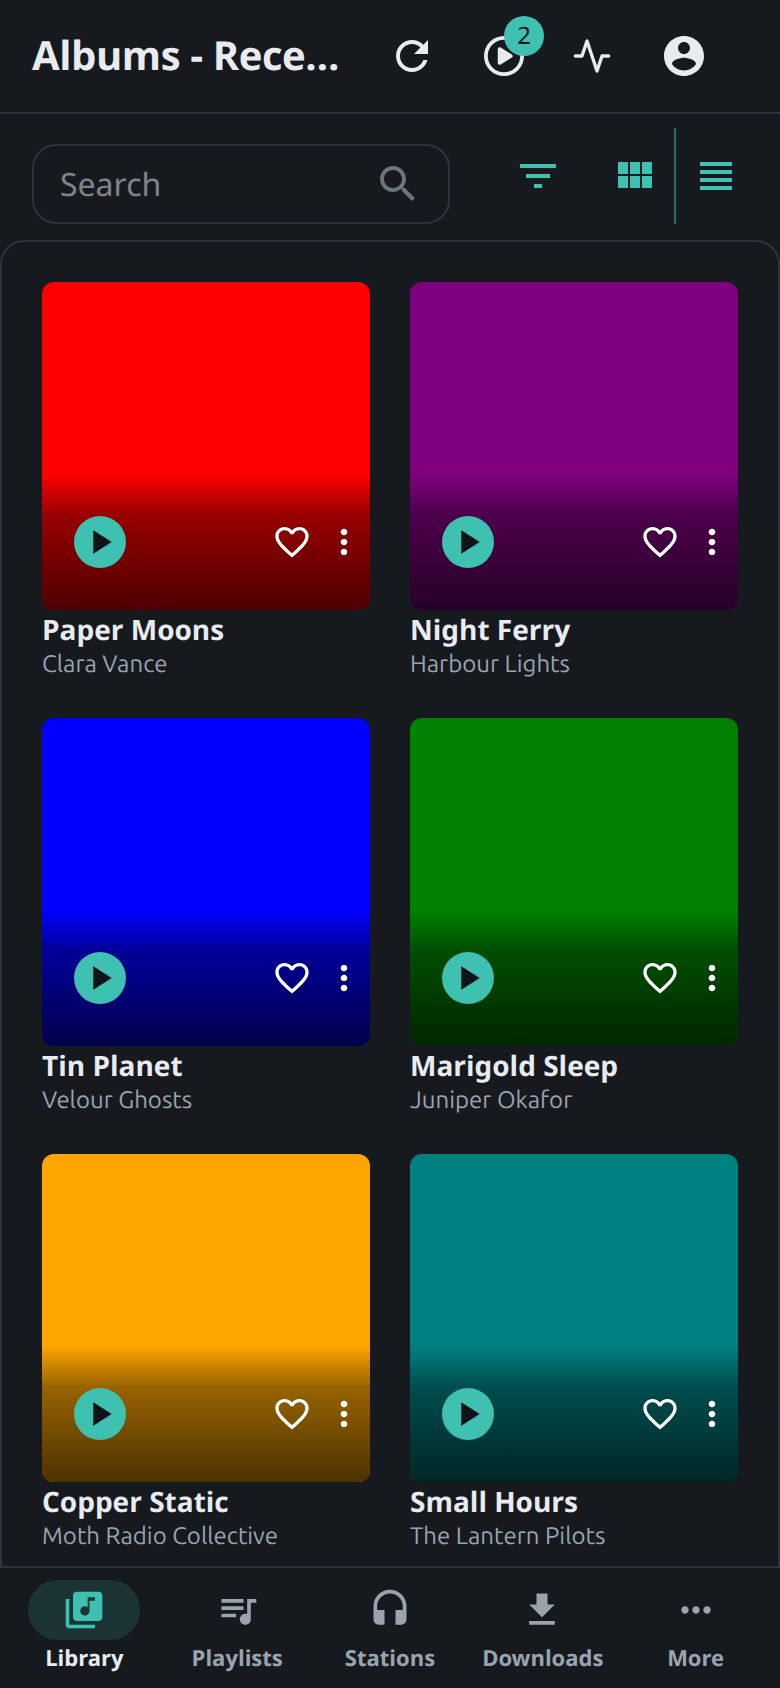 Albums - Rece...
2
Search
Paper Moons
Clara Vance
Night Ferry
Harbour Lights
Tin Planet
Velour Ghosts
Marigold Sleep
Juniper Okafor
Copper Static
Moth Radio Collective
Small Hours
The Lantern Pilots
Library
Playlists
Stations
Downloads
More